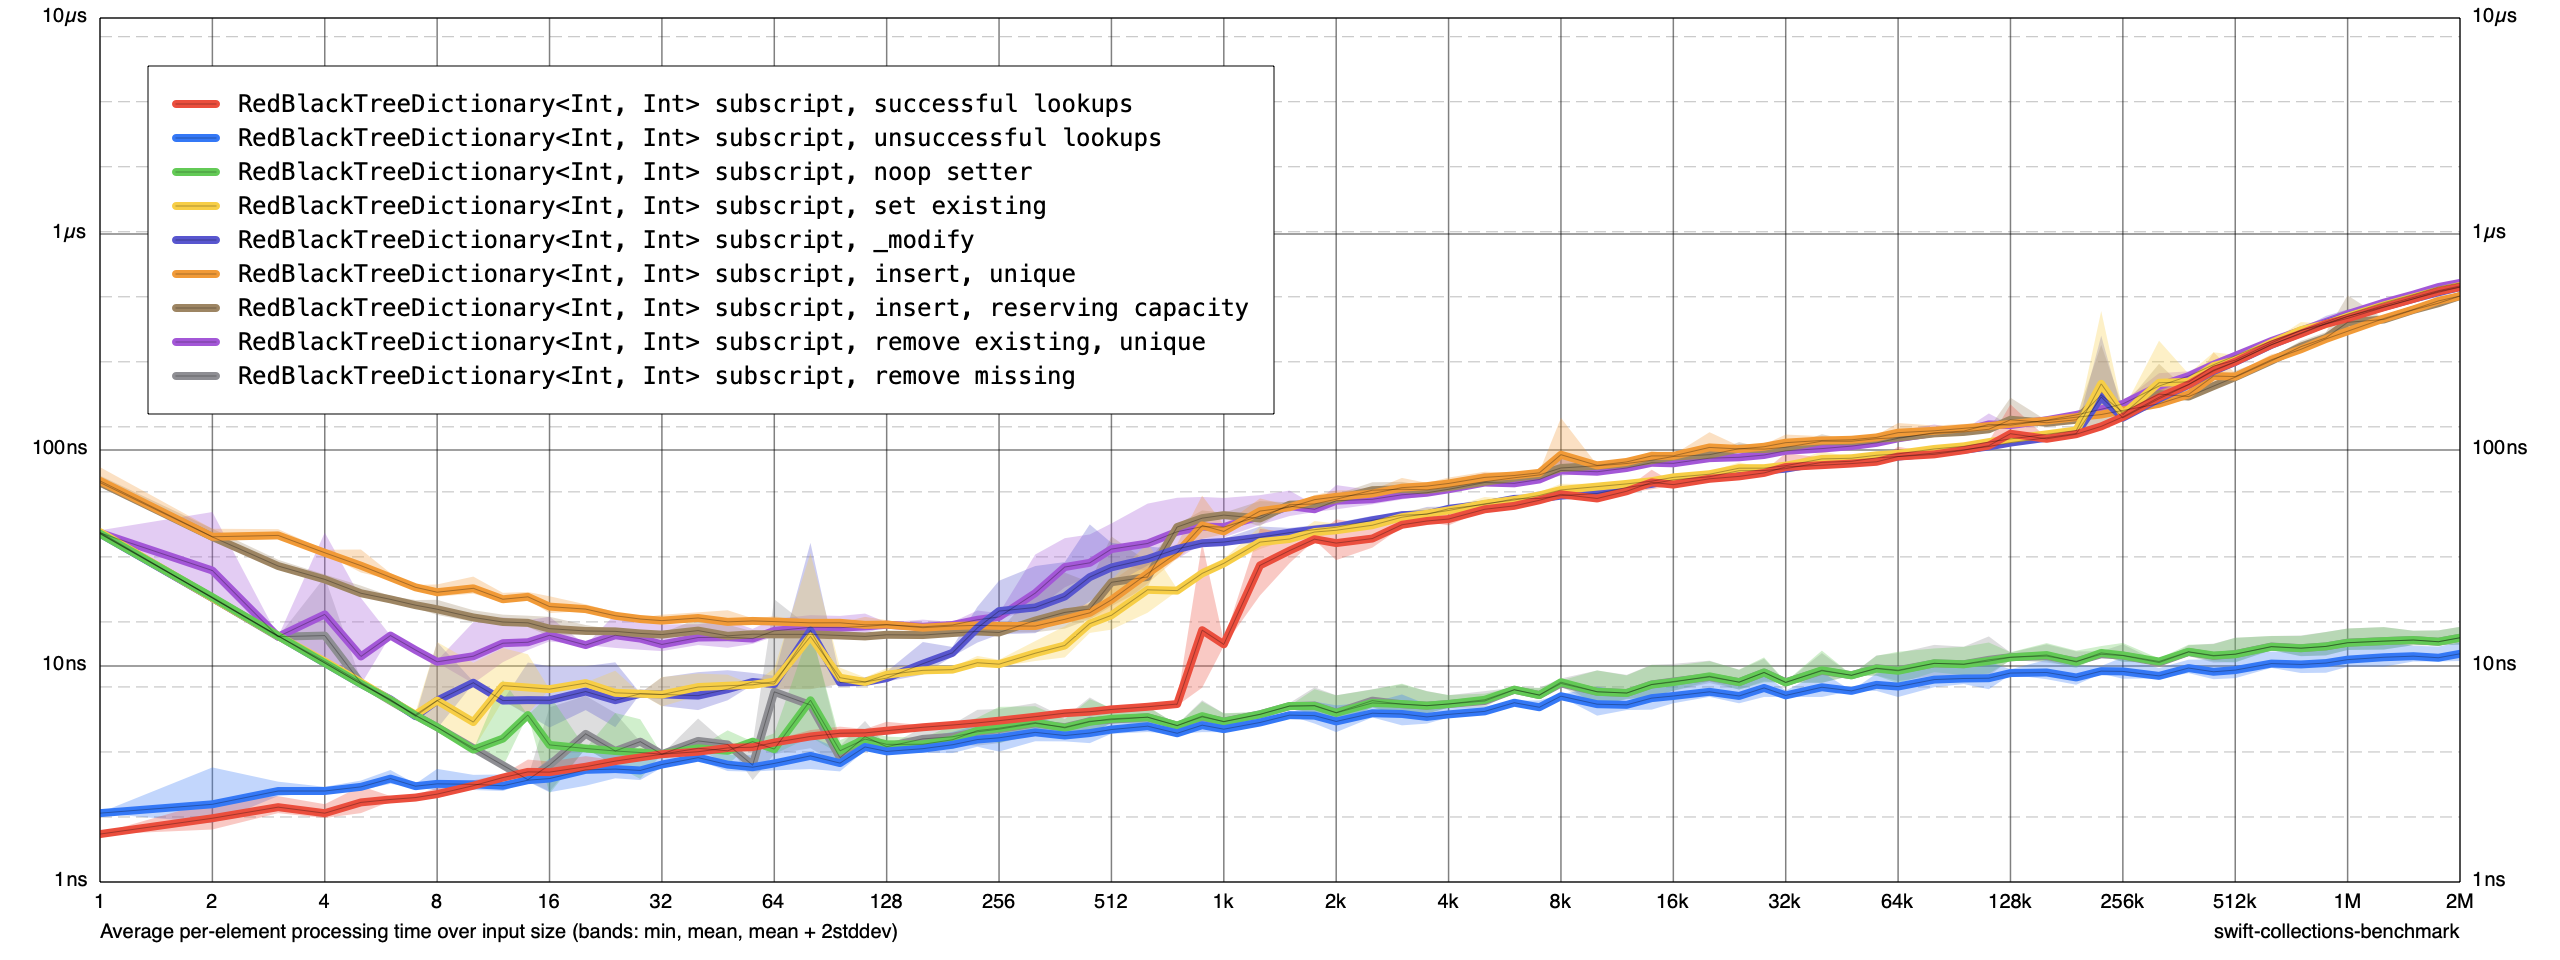 10µs
10µs
RedBlackTreeDictionary<Int, Int> subscript, successful lookups
RedBlackTreeDictionary<Int, Int> subscript, unsuccessful lookups
RedBlackTreeDictionary<Int, Int> subscript, noop setter
RedBlackTreeDictionary<Int, Int> subscript, set existing
RedBlackTreeDictionary<Int, Int> subscript, _modify
RedBlackTreeDictionary<Int, Int> subscript, insert, unique
RedBlackTreeDictionary<Int, Int> subscript, insert, reserving capacity
RedBlackTreeDictionary<Int, Int> subscript, remove existing, unique
RedBlackTreeDictionary<Int, Int> subscript, remove missing
1µs
1µs
100ns
100ns
10ns
10ns
1ns
1ns
1 2 4 8 16 32 64 128 256 512 1k 2k 4k 8k 16k 32k 64k 128k 256k 512k 1M 2M
Average per-element processing time over input size (bands: min, mean, mean + 2stddev)
swift-collections-benchmark